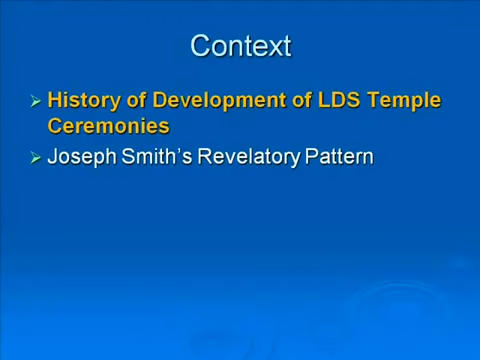 Context
History of Development of LDS Temple
Ceremonies
Joseph Smith's Revelatory Pattern